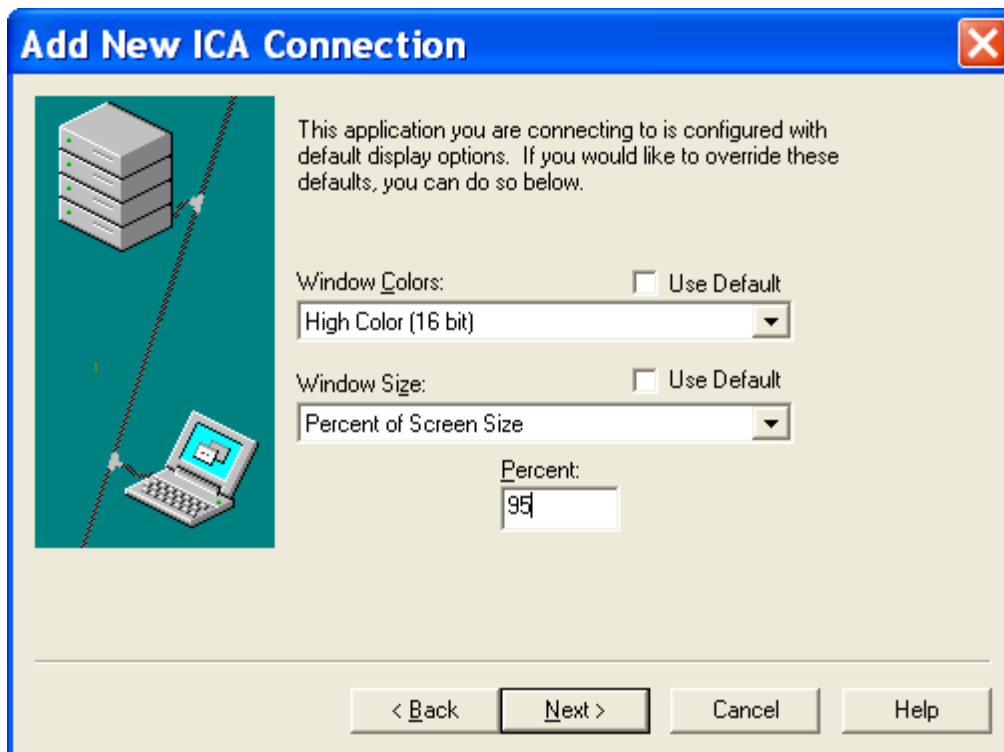 Add New ICA Connection
This application you are connecting to is configured with
default display options.  If you would like to override these
defaults, you can do so below.
Window Colors:
Use Default
High Color (16 bit)
Window Size:
Use Default
Percent of Screen Size
Percent:
95
< Back
Next >
Cancel
Help